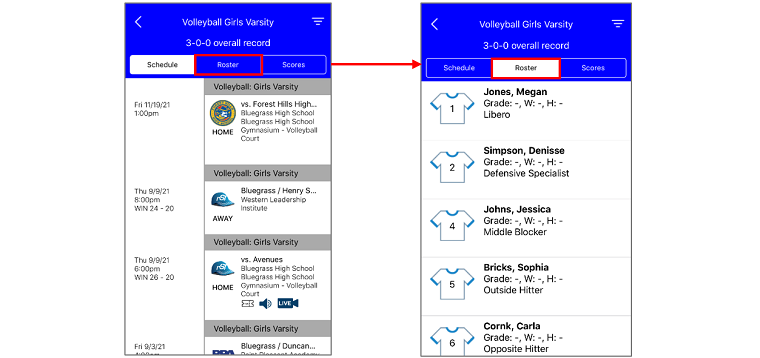 Volleyball Girls Varsity
3-0-0 overall record
Schedule
Roster
Scores
Volleyball: Girls Varsity
Fri 11/19/21
1:00pm
HOME
vs. Forest Hills High...
Bluegrass High School
Bluegrass High School
Gymnasium - Volleyball
Court
Volleyball: Girls Varsity
Thu 9/9/21
8:00pm
WIN 24 - 20
AWAY
Bluegrass / Henry S...
Western Leadership
Institute
Volleyball: Girls Varsity
Thu 9/9/21
6:00pm
WIN 26 - 20
HOME
vs. Avenues
Bluegrass High School
Bluegrass High School
Gymnasium - Volleyball
Court
LIVE
Volleyball: Girls Varsity
Fri 9/3/21
4:00pm
Bluegrass / Duncan...
Point Pleasant Academy
Volleyball Girls Varsity
3-0-0 overall record
Schedule
Roster
Scores
1
Jones, Megan
Grade: -, W: -, H: -
Libero
2
Simpson, Denisse
Grade: -, W: -, H: -
Defensive Specialist
4
Johns, Jessica
Grade: -, W: -, H: -
Middle Blocker
5
Bricks, Sophia
Grade: -, W: -, H: -
Outside Hitter
6
Cornk, Carla
Grade: -, W: -, H: -
Opposite Hitter